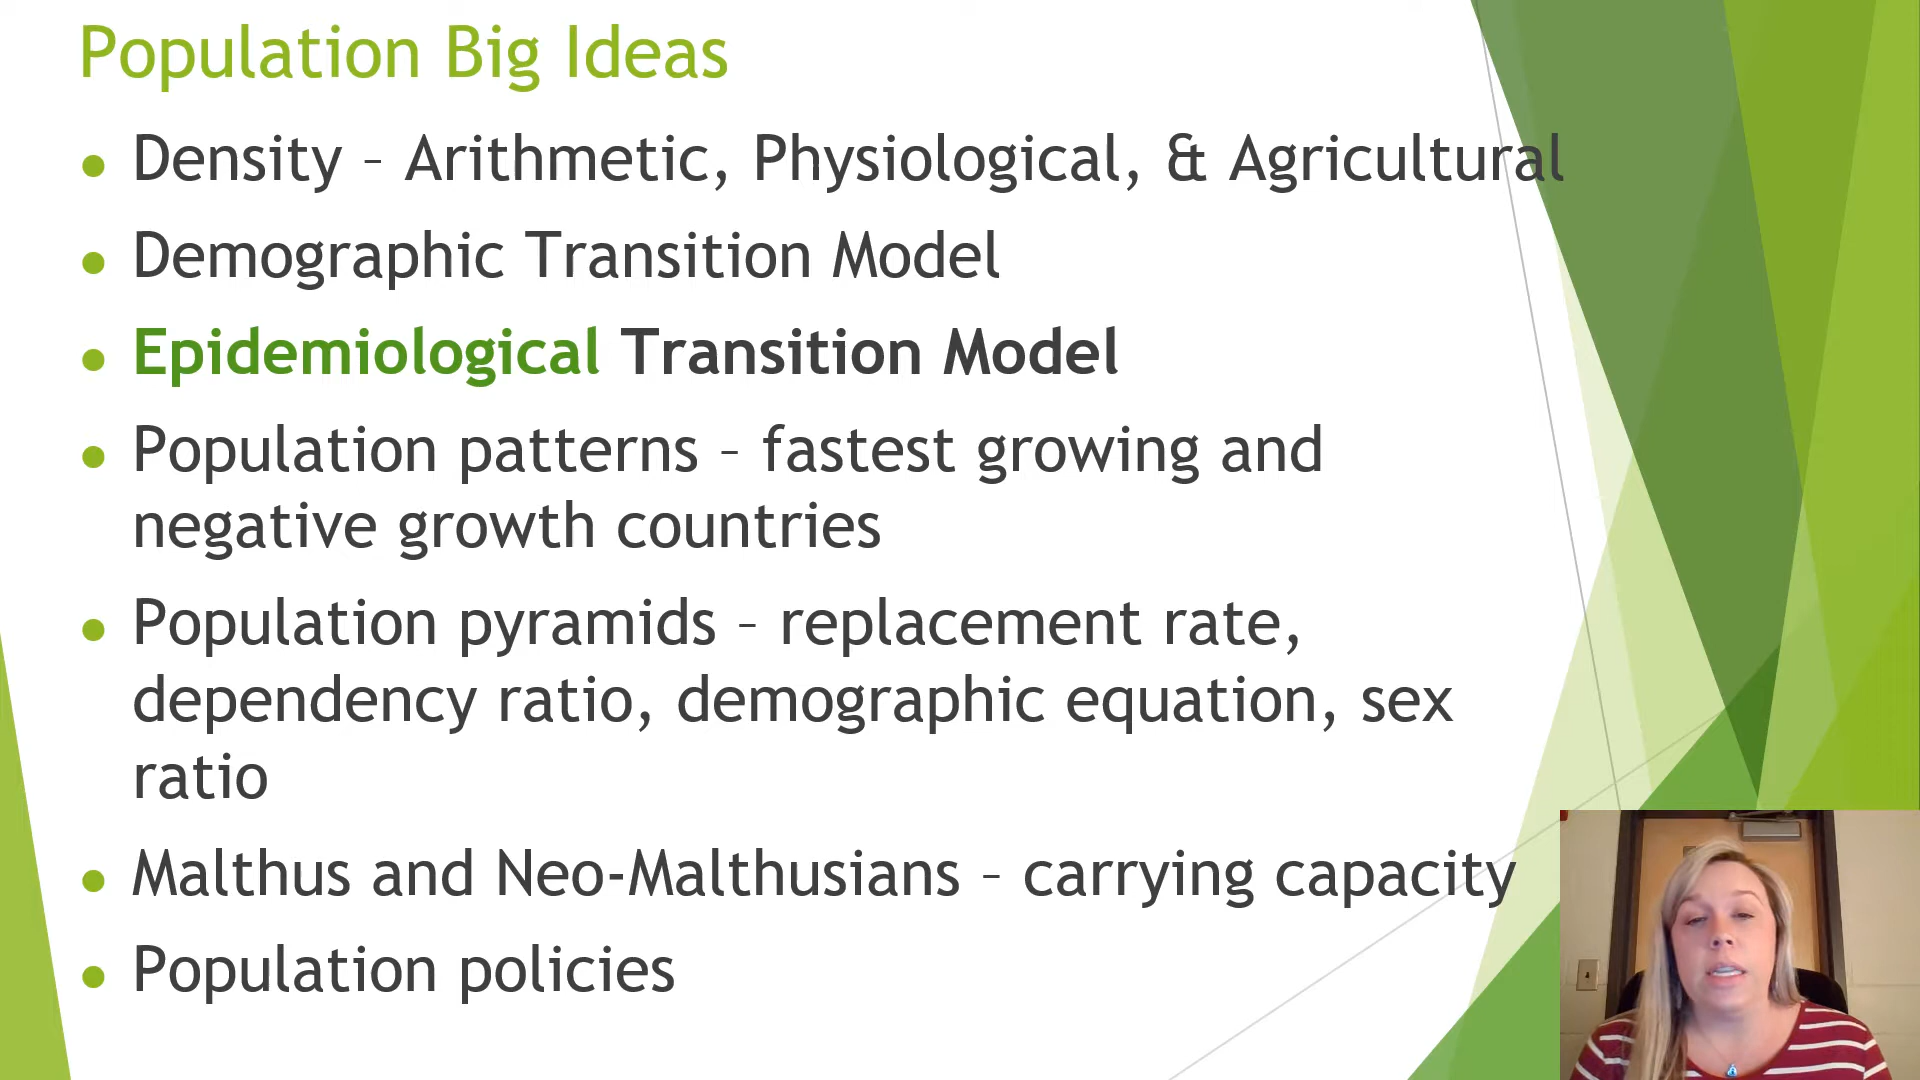 Population Big Ideas
• Density – Arithmetic, Physiological, & Agricultural
• Demographic Transition Model
• Epidemiological Transition Model
• Population patterns – fastest growing and
negative growth countries
• Population pyramids – replacement rate,
dependency ratio, demographic equation, sex
ratio
• Malthus and Neo-Malthusians – carrying capacity
• Population policies